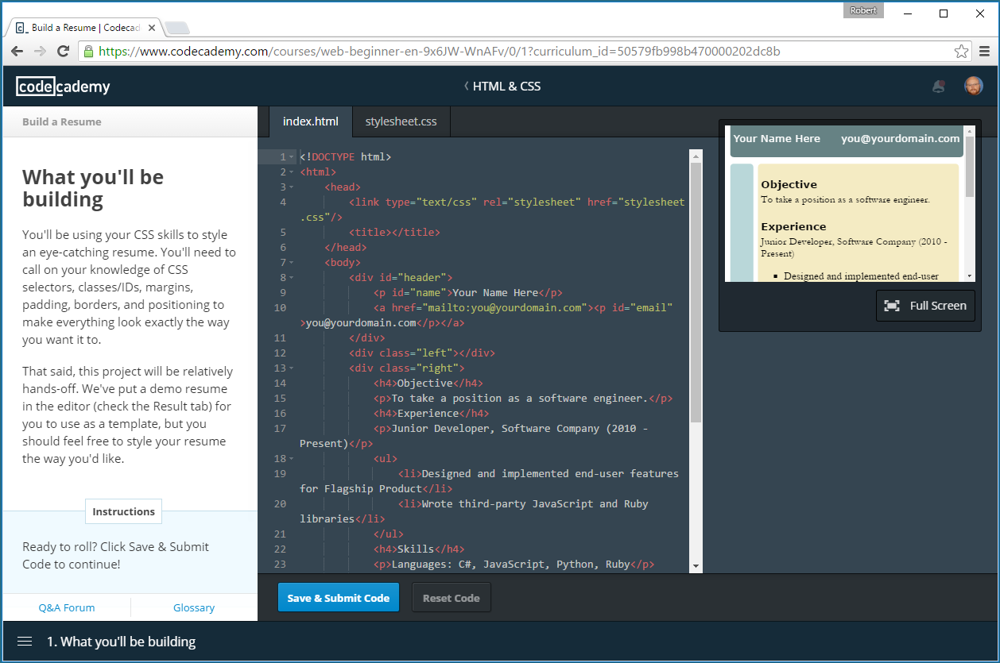 Robert
Build a Resume | Codecad
https://www.codecademy.com/courses/web-beginner-en-9x6JW-WnAFv/0/1?curriculum_id=50579fb998b470000202dc8b
codecademy
HTML & CSS
Build a Resume
What you'll be
building
You'll be using your CSS skills to style
an eye-catching resume. You'll need to
call on your knowledge of CSS
selectors, classes/IDs, margins,
padding, borders, and positioning to
make everything look exactly the way
you want it to.
That said, this project will be relatively
hands-off. We've put a demo resume
in the editor (check the Result tab) for
you to use as a template, but you
should feel free to style your resume
the way you'd like.
Instructions
Ready to roll? Click Save & Submit
Code to continue!
Q&A Forum
Glossary
index.html
stylesheet.css
1 <!DOCTYPE html>
2 <html>
3 <head>
4 <link type="text/css" rel="stylesheet" href="stylesheet
.css"/>
5 <title></title>
6 </head>
7 <body>
8 <div id="header">
9 <p id="name">Your Name Here</p>
10 <a href="mailto:you@yourdomain.com"><p id="email"
>you@yourdomain.com</p></a>
11 </div>
12 <div class="left"></div>
13 <div class="right">
14 <h4>Objective</h4>
15 <p>To take a position as a software engineer.</p>
16 <h4>Experience</h4>
17 <p>Junior Developer, Software Company (2010 -
Present)</p>
18 <ul>
19 <li>Designed and implemented end-user features
for Flagship Product</li>
20 <li>Wrote third-party JavaScript and Ruby
libraries</li>
21 </ul>
22 <h4>Skills</h4>
23 <p>Languages: C#, JavaScript, Python, Ruby</p>
Save & Submit Code
Reset Code
Your Name Here
you@yourdomain.com
Objective
To take a position as a software engineer.
Experience
Junior Developer, Software Company (2010 -
Present)
Designed and implemented end-user
Full Screen
1. What you'll be building